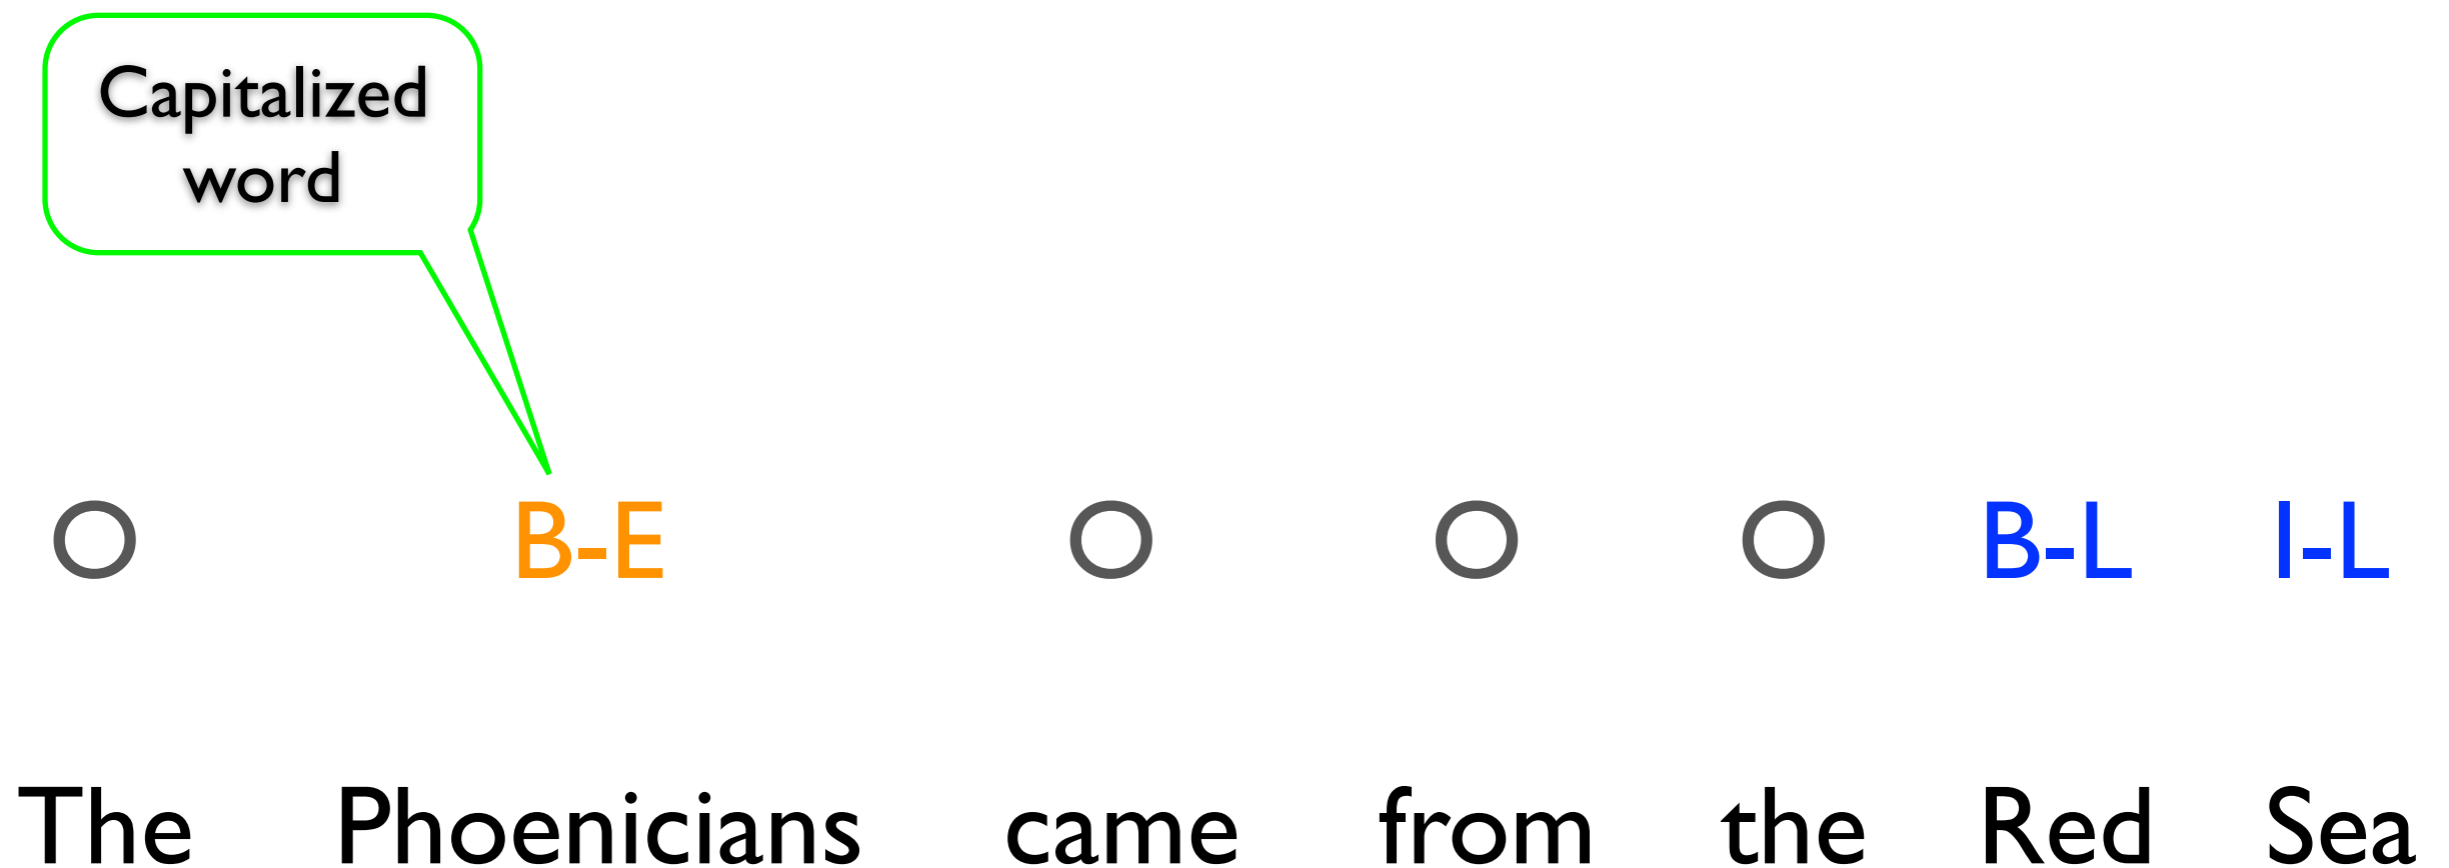 Capitalized
word
O B-E O O O B-L I-L
The Phoenicians came from the Red Sea